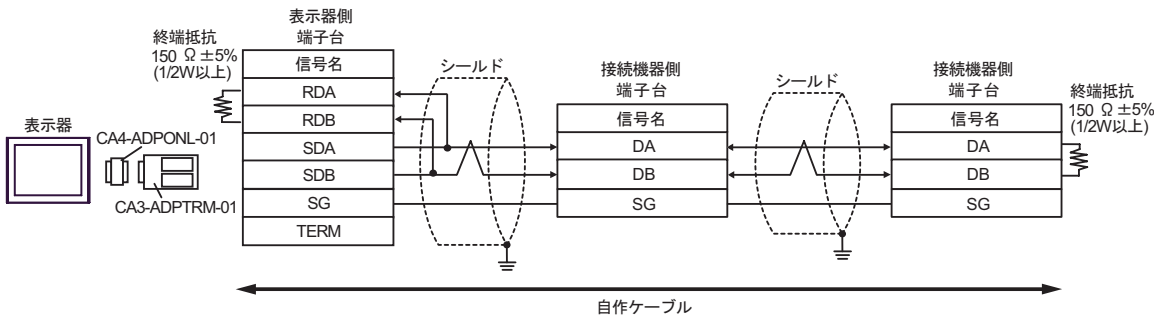 表示器
CA4-ADPONL-01
CA3-ADPTRM-01
終端抵抗
150 Ω ±5%
(1/2W以上)
表示器側
端子台
信号名
RDA
RDB
SDA
SDB
SG
TERM
シールド
接続機器側
端子台
信号名
DA
DB
SG
シールド
接続機器側
端子台
信号名
DA
DB
SG
終端抵抗
150 Ω ±5%
(1/2W以上)
自作ケーブル